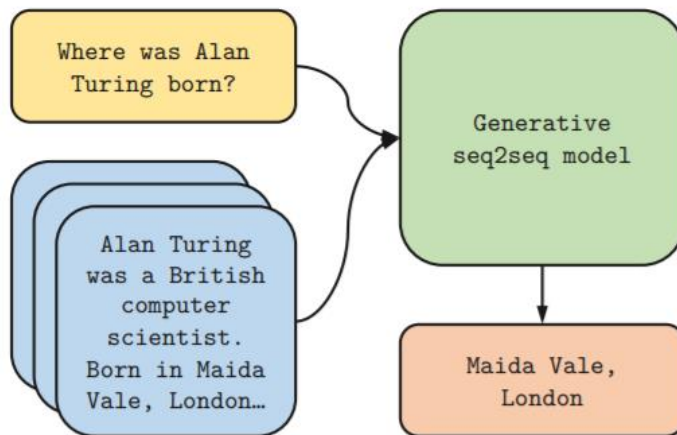 Where was Alan
Turing born?
Generative
seq2seq model
Alan Turing
was a British
computer
scientist.
Born in Maida
Vale, London…
Maida Vale,
London